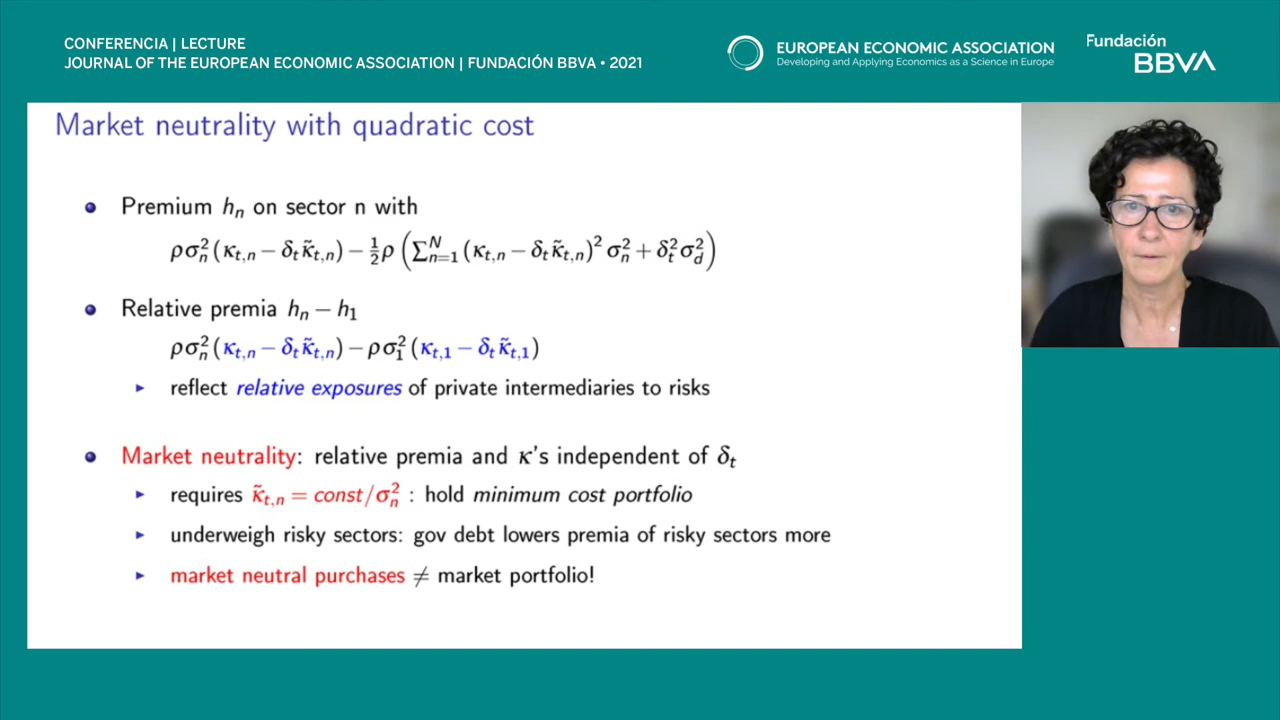 CONFERENCIA | LECTURE
JOURNAL OF THE EUROPEAN ECONOMIC ASSOCIATION | FUNDACIÓN BBVA • 2021
EUROPEAN ECONOMIC ASSOCIATION
Developing and Applying Economics as a Science in Europe
Fundación
BBVA
Market neutrality with quadratic cost
Premium hₙ on sector n with
ρσₙ²(κ_{t,n} − δₜκ̃_{t,n}) − ½ρ(∑ₙ₌₁ᴺ(κ_{t,n} − δₜκ̃_{t,n})²σₙ² + δₜ²σ_d²)
Relative premia hₙ − h₁
ρσₙ²(κ_{t,n} − δₜκ̃_{t,n}) − ρσ₁²(κ_{t,1} − δₜκ̃_{t,1})
reflect relative exposures of private intermediaries to risks
Market neutrality: relative premia and κ's independent of δₜ
requires κ̃_{t,n} = const/σₙ² : hold minimum cost portfolio
underweigh risky sectors: gov debt lowers premia of risky sectors more
market neutral purchases ≠ market portfolio!